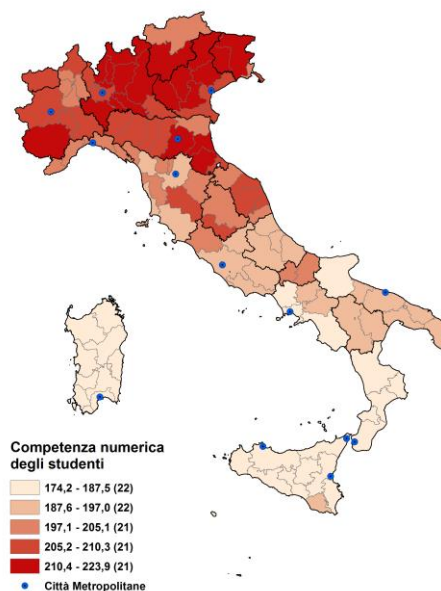 Competenza numerica
degli studenti
174,2 - 187,5 (22)
187,6 - 197,0 (22)
197,1 - 205,1 (21)
205,2 - 210,3 (21)
210,4 - 223,9 (21)
Città Metropolitane